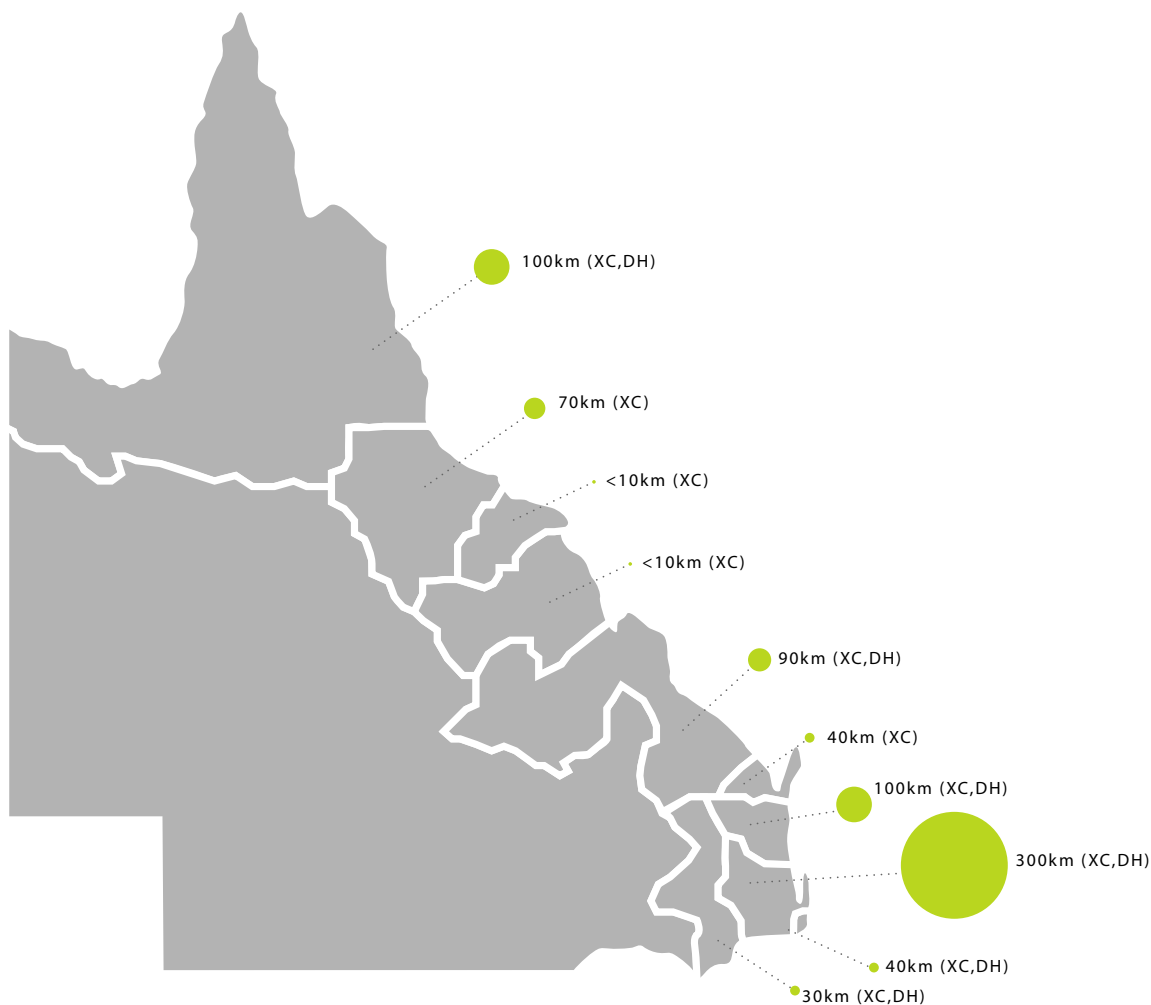 100km (XC,DH)
70km (XC)
<10km (XC)
<10km (XC)
90km (XC,DH)
40km (XC)
100km (XC,DH)
300km (XC,DH)
40km (XC,DH)
30km (XC,DH)